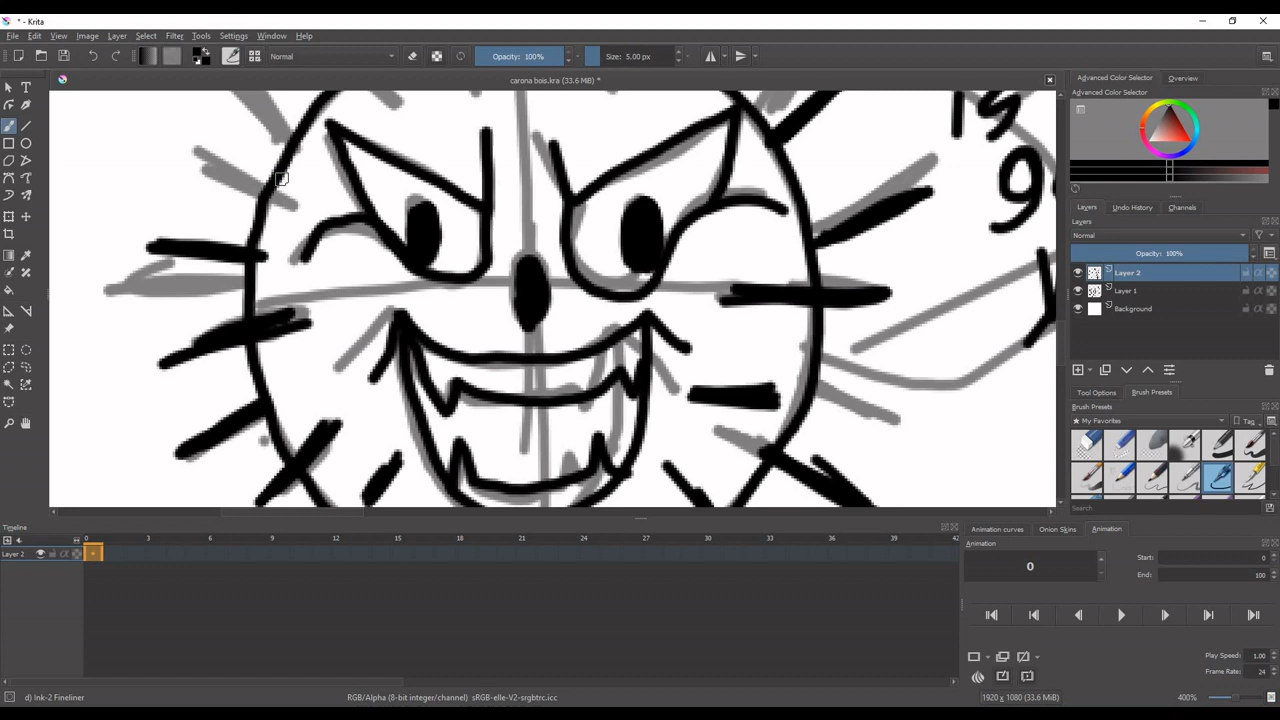 * - Krita
File Edit View Image Layer Select Filter Tools Settings Window Help
Normal Opacity: 100% Size: 5.00 px
carona bois.kra (33.6 MiB) *
Advanced Color Selector Overview
Advanced Color Selector
Layers Undo History Channels
Layers
Normal
Opacity: 100%
Layer 2
Layer 1
Background
Tool Options Brush Presets
Brush Presets
My Favorites Tag
Search
15
9
Timeline
0 3 6 9 12 15 18 21 24 27 30 33 36 39 42
Layer 2
Animation curves Onion Skins Animation
Animation
0
Start: 0
End: 100
Play Speed: 1.00
Frame Rate: 24
d) Ink-2 Fineliner
RGB/Alpha (8-bit integer/channel) sRGB-elle-V2-srgbtrc.icc
1920 x 1080 (33.6 MiB)
400%